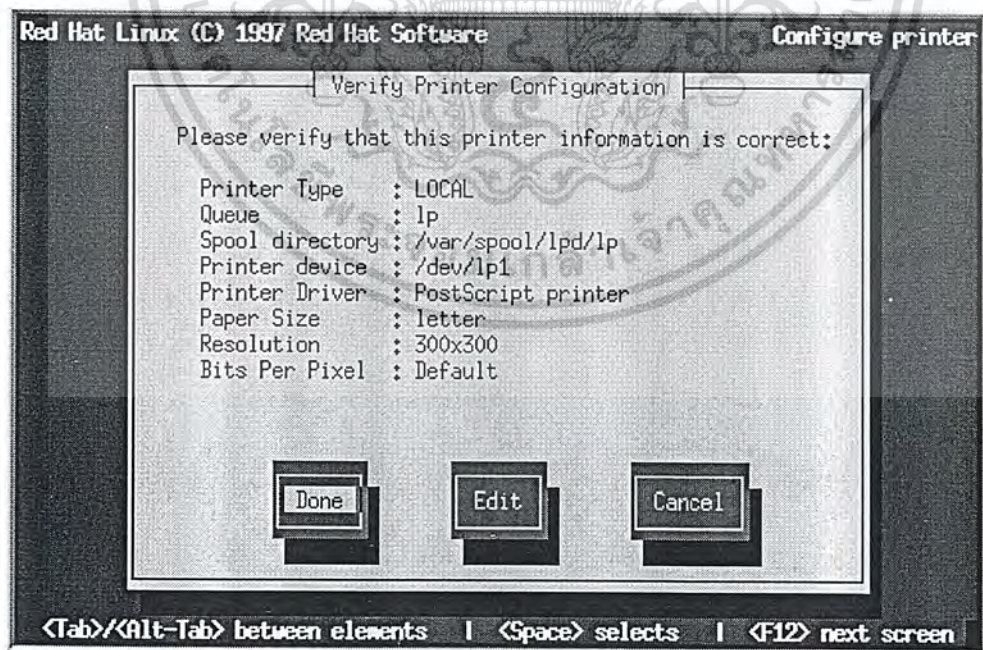 Red Hat Linux (C) 1997 Red Hat Software Configure printer
Verify Printer Configuration
Please verify that this printer information is correct:
Printer Type : LOCAL
Queue : lp
Spool directory : /var/spool/lpd/lp
Printer device : /dev/lp1
Printer Driver : PostScript printer
Paper Size : letter
Resolution : 300x300
Bits Per Pixel : Default
Done Edit Cancel
<Tab>/<Alt-Tab> between elements | <Space> selects | <F12> next screen